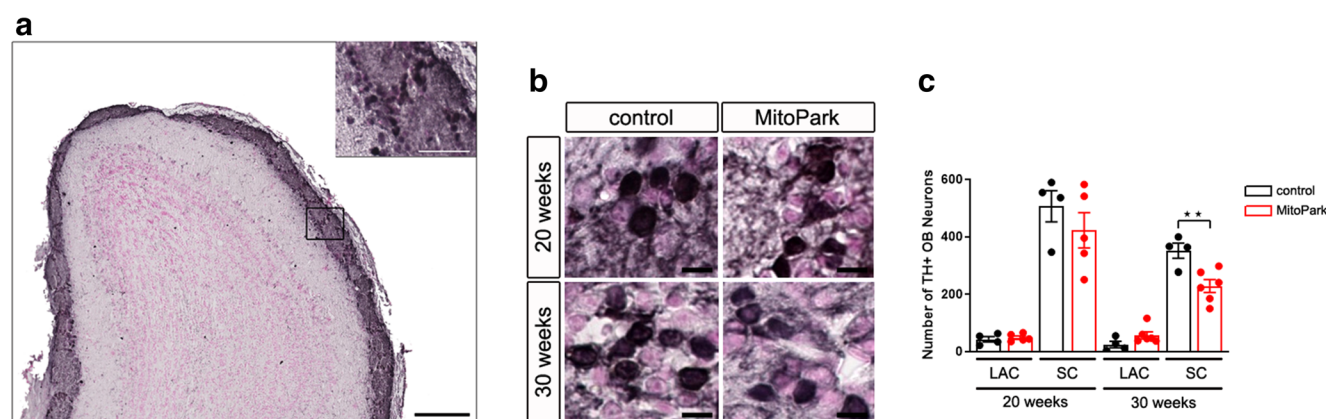 a
b
control MitoPark
20 weeks
30 weeks
c
Number of TH+ OB Neurons
600
400
200
0
★★
LAC SC LAC SC
20 weeks 30 weeks
control
MitoPark